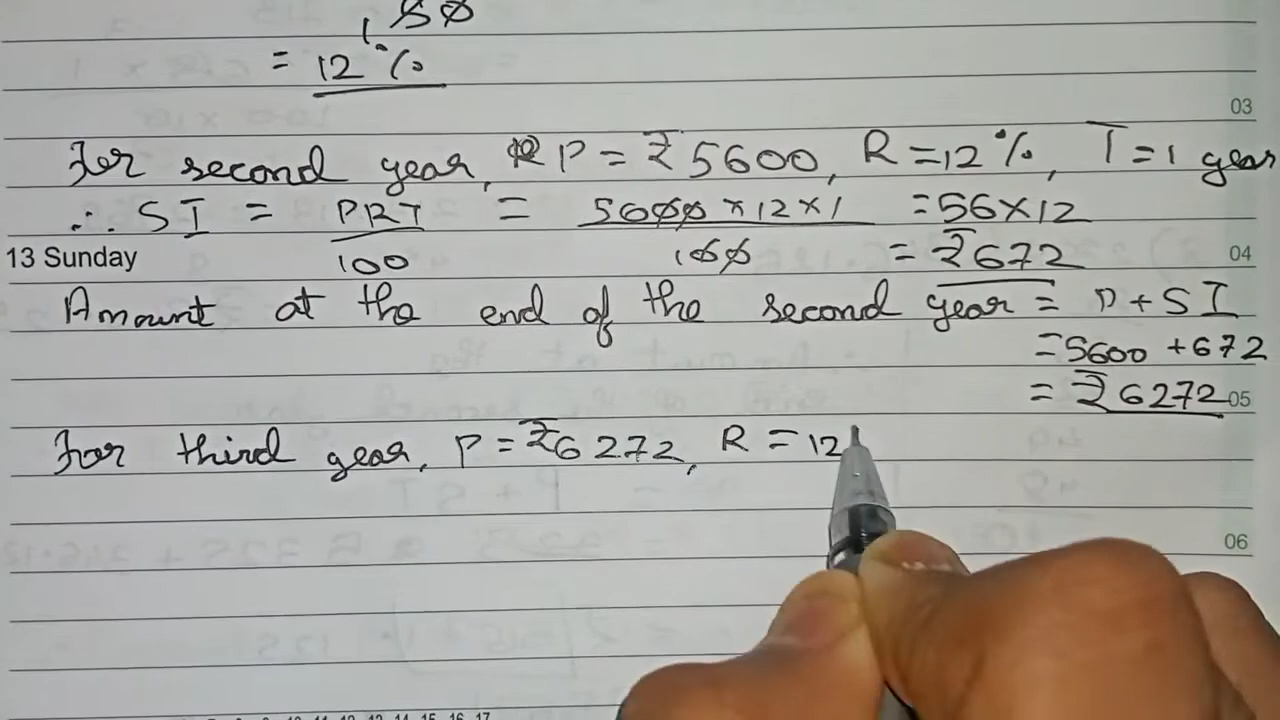 1 50
= 12%
03
For second year, P = ₹5600, R = 12%, T = 1 year
∴ SI = PRT = 5600 × 12 × 1 = 56 × 12
13 Sunday 100 100 = ₹672 04
Amount at the end of the second year = P + SI
= 5600 + 672
= ₹6272 05
For third year, P = ₹6272, R = 12
06